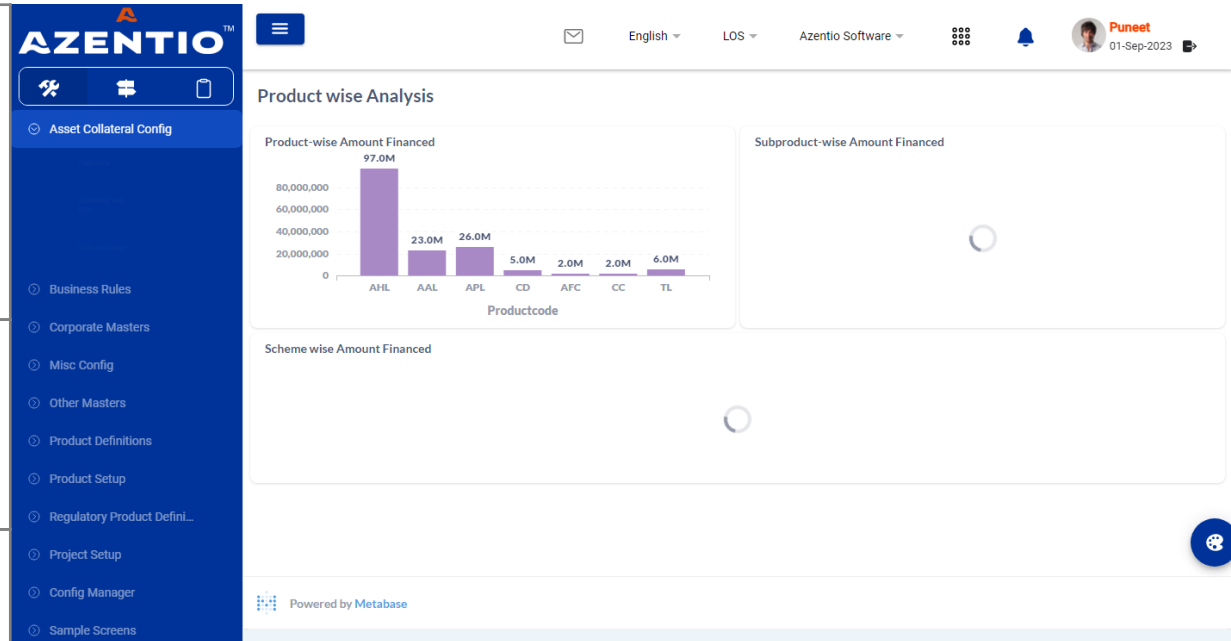 AZENTIO™
English
LOS
Azentio Software
Puneet
01-Sep-2023
Asset Collateral Config
Business Rules
Corporate Masters
Misc Config
Other Masters
Product Definitions
Product Setup
Regulatory Product Defini...
Project Setup
Config Manager
Sample Screens
Product wise Analysis
Product-wise Amount Financed
97.0M
80,000,000
60,000,000
40,000,000
20,000,000
0
23.0M
26.0M
5.0M
2.0M
2.0M
6.0M
AHL AAL APL CD AFC CC TL
Productcode
Subproduct-wise Amount Financed
Scheme wise Amount Financed
Powered by Metabase